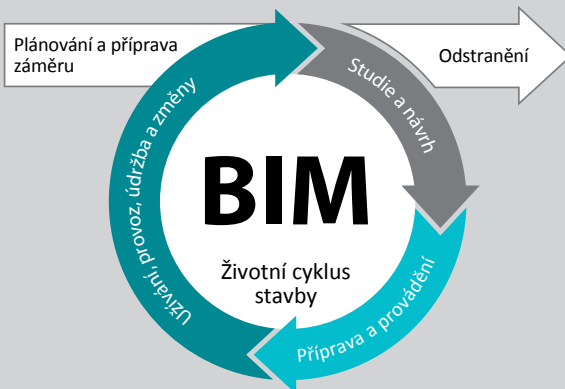 Plánování a příprava
záměru
Odstranění
Studie a návrh
Užívání, provoz, údržba a změny
BIM
Životní cyklus
stavby
Příprava a provádění